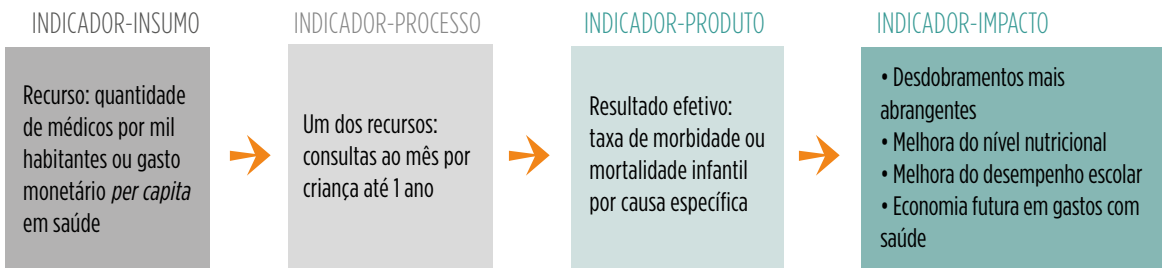 INDICADOR-INSUMO
Recurso: quantidade
de médicos por mil
habitantes ou gasto
monetário per capita
em saúde
INDICADOR-PROCESSO
Um dos recursos:
consultas ao mês por
criança até 1 ano
INDICADOR-PRODUTO
Resultado efetivo:
taxa de morbidade ou
mortalidade infantil
por causa específica
INDICADOR-IMPACTO
• Desdobramentos mais
abrangentes
• Melhora do nível nutricional
• Melhora do desempenho escolar
• Economia futura em gastos com
saúde